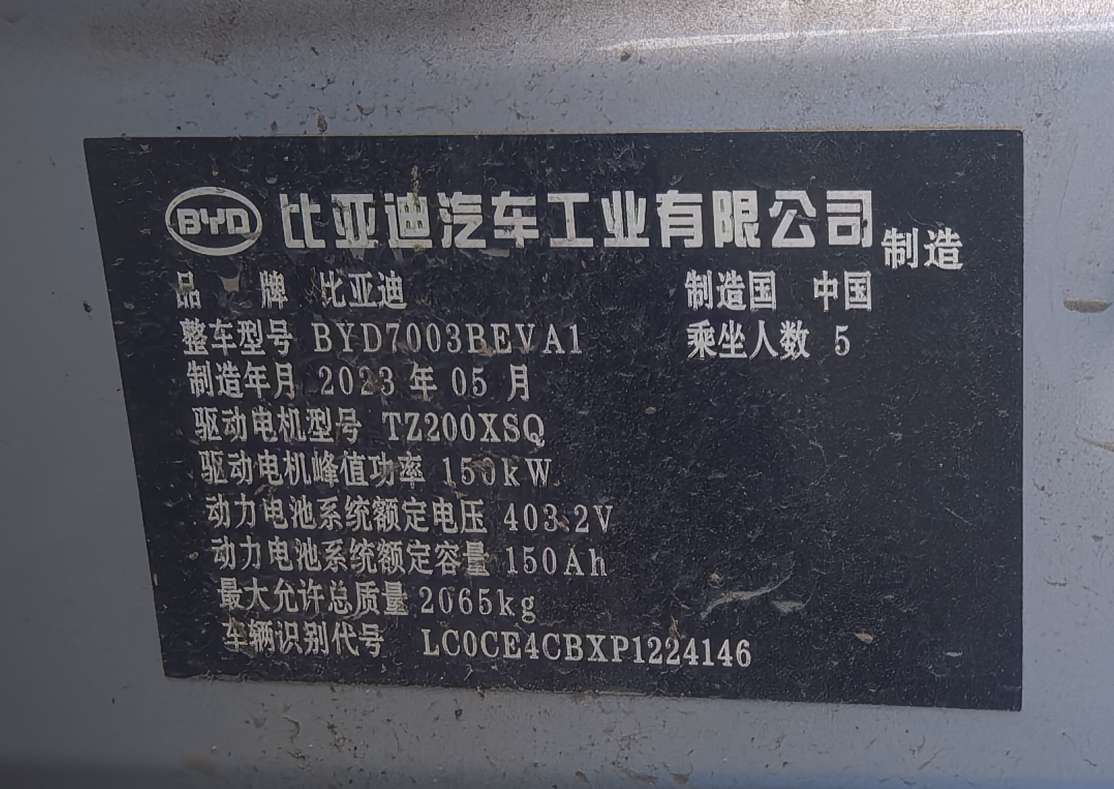 BYD 比亚迪汽车工业有限公司 制造
品 牌 比亚迪 制造国 中国
整车型号 BYD7003BEVA1 乘坐人数 5
制造年月 2023 年 05 月
驱动电机型号 TZ200XSQ
驱动电机峰值功率 150kW
动力电池系统额定电压 403.2V
动力电池系统额定容量 150Ah
最大允许总质量 2065kg
车辆识别代号 LC0CE4CBXP1224146